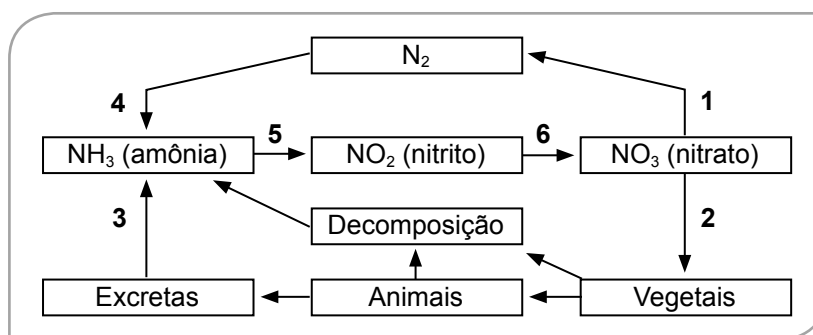 N₂
4
1
5
6
NH₃ (amônia)
NO₂ (nitrito)
NO₃ (nitrato)
3
2
Decomposição
Excretas
Animais
Vegetais